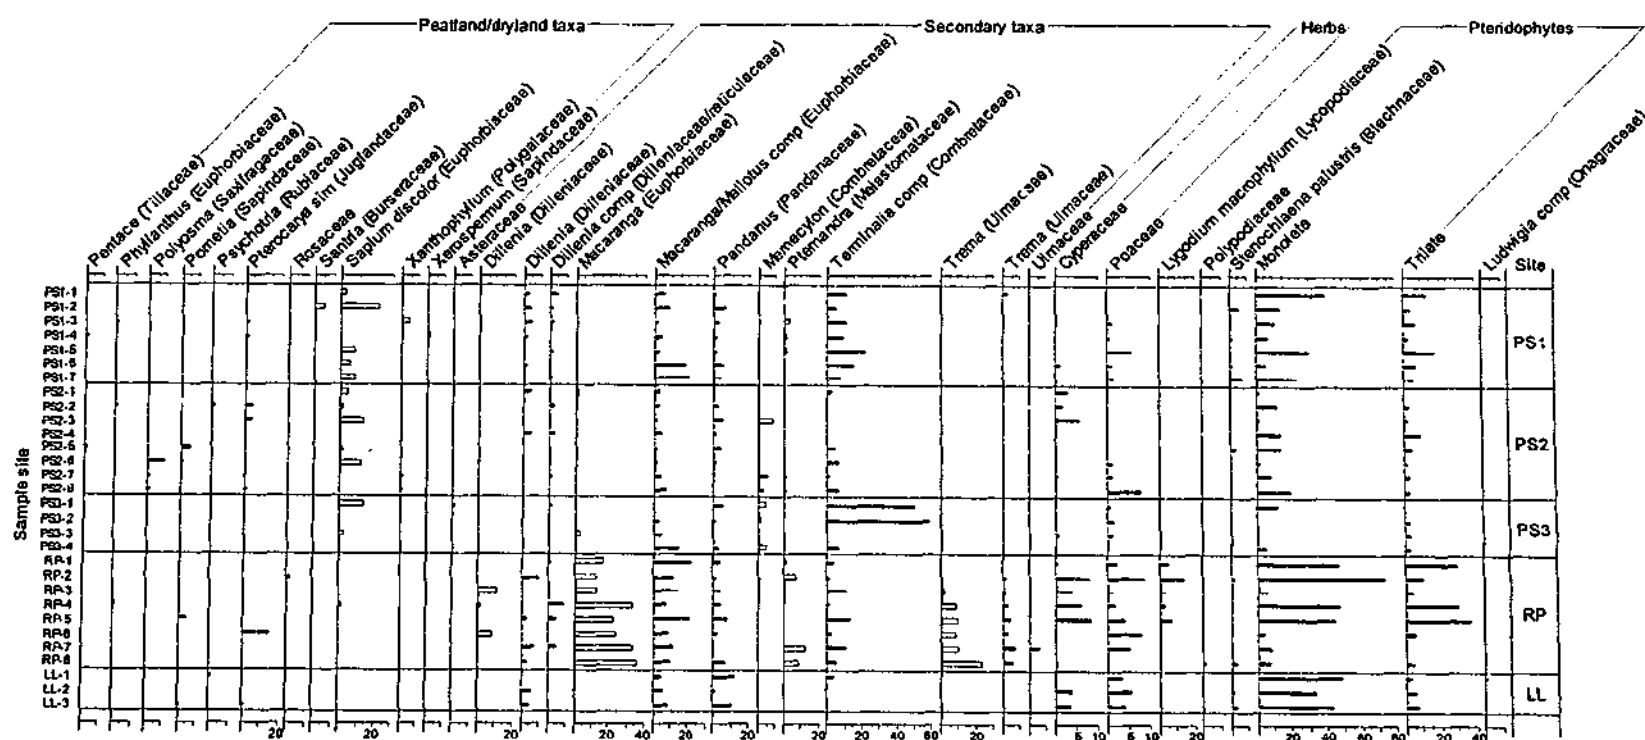 Peatland/dryland taxa
Secondary taxa
Herbs
Pteridophytes
Pentace (Tiliaceae)
Phyllanthus (Euphorbiaceae)
Polyosma (Saxifragaceae)
Pometia (Sapindaceae)
Psychotria (Rubiaceae)
Pterocarya sim (Juglandaceae)
Rosaceae
Santiria (Burseraceae)
Sapium discolor (Euphorbiaceae)
Xanthophyllum (Polygalaceae)
Xerospermum (Sapindaceae)
Asteraceae
Dillenia (Dilleniaceae)
Dillenia (Dilleniaceae)
Dillenia comp (Dilleniaceae/reticulaceae)
Macaranga (Euphorbiaceae)
Macaranga/Mallotus comp (Euphorbiaceae)
Pandanus (Pandanaceae)
Memecylon (Combretaceae)
Pternandra (Melastomataceae)
Terminalia comp (Combretaceae)
Trema (Ulmacsae)
Trema (Ulmaceae)
Ulmaceae
Cyperaceae
Poaceae
Lygodium macrophyllum (Lycopodisceae)
Polypodiaceae
Stenochlaena palustris (Blechnaceae)
Monolete
Trilete
Ludwigia comp (Onagraceae)
Site
Sample site
PS1-1
PS1-2
PS1-3
PS1-4
PS1-5
PS1-6
PS1-7
PS1
PS2-1
PS2-2
PS2-3
PS2-4
PS2-5
PS2-6
PS2-7
PS2-8
PS2
PS3-1
PS3-2
PS3-3
PS3-4
PS3
RP-1
RP-2
RP-3
RP-4
RP-5
RP-6
RP-7
RP-8
RP
LL-1
LL-2
LL-3
LL
20 20 20 20 40 20 20 20 20 40 60 20 5 10 5 10 20 20 40 60 80 20 40